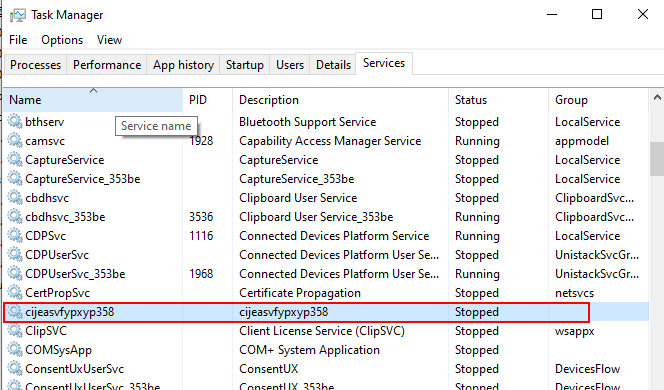 Task Manager
File Options View
Processes Performance App history Startup Users Details Services
Name PID Description Status Group
bthserv Bluetooth Support Service Stopped LocalService
Service name
camsvc 1928 Capability Access Manager Service Running appmodel
CaptureService CaptureService Stopped LocalService
CaptureService_353be CaptureService_353be Stopped LocalService
cbdhsvc Clipboard User Service Stopped ClipboardSvc...
cbdhsvc_353be 3536 Clipboard User Service_353be Running ClipboardSvc...
CDPSvc 1116 Connected Devices Platform Service Running LocalService
CDPUserSvc Connected Devices Platform User Se... Stopped UnistackSvcGr...
CDPUserSvc_353be 1968 Connected Devices Platform User Se... Running UnistackSvcGr...
CertPropSvc Certificate Propagation Stopped netsvcs
cijeasvfypxyp358 cijeasvfypxyp358 Stopped
ClipSVC Client License Service (ClipSVC) Stopped wsappx
COMSysApp COM+ System Application Stopped
ConsentUxUserSvc ConsentUX Stopped DevicesFlow
ConsentUxUserSvc_353be ConsentUX_353be Stopped DevicesFlow